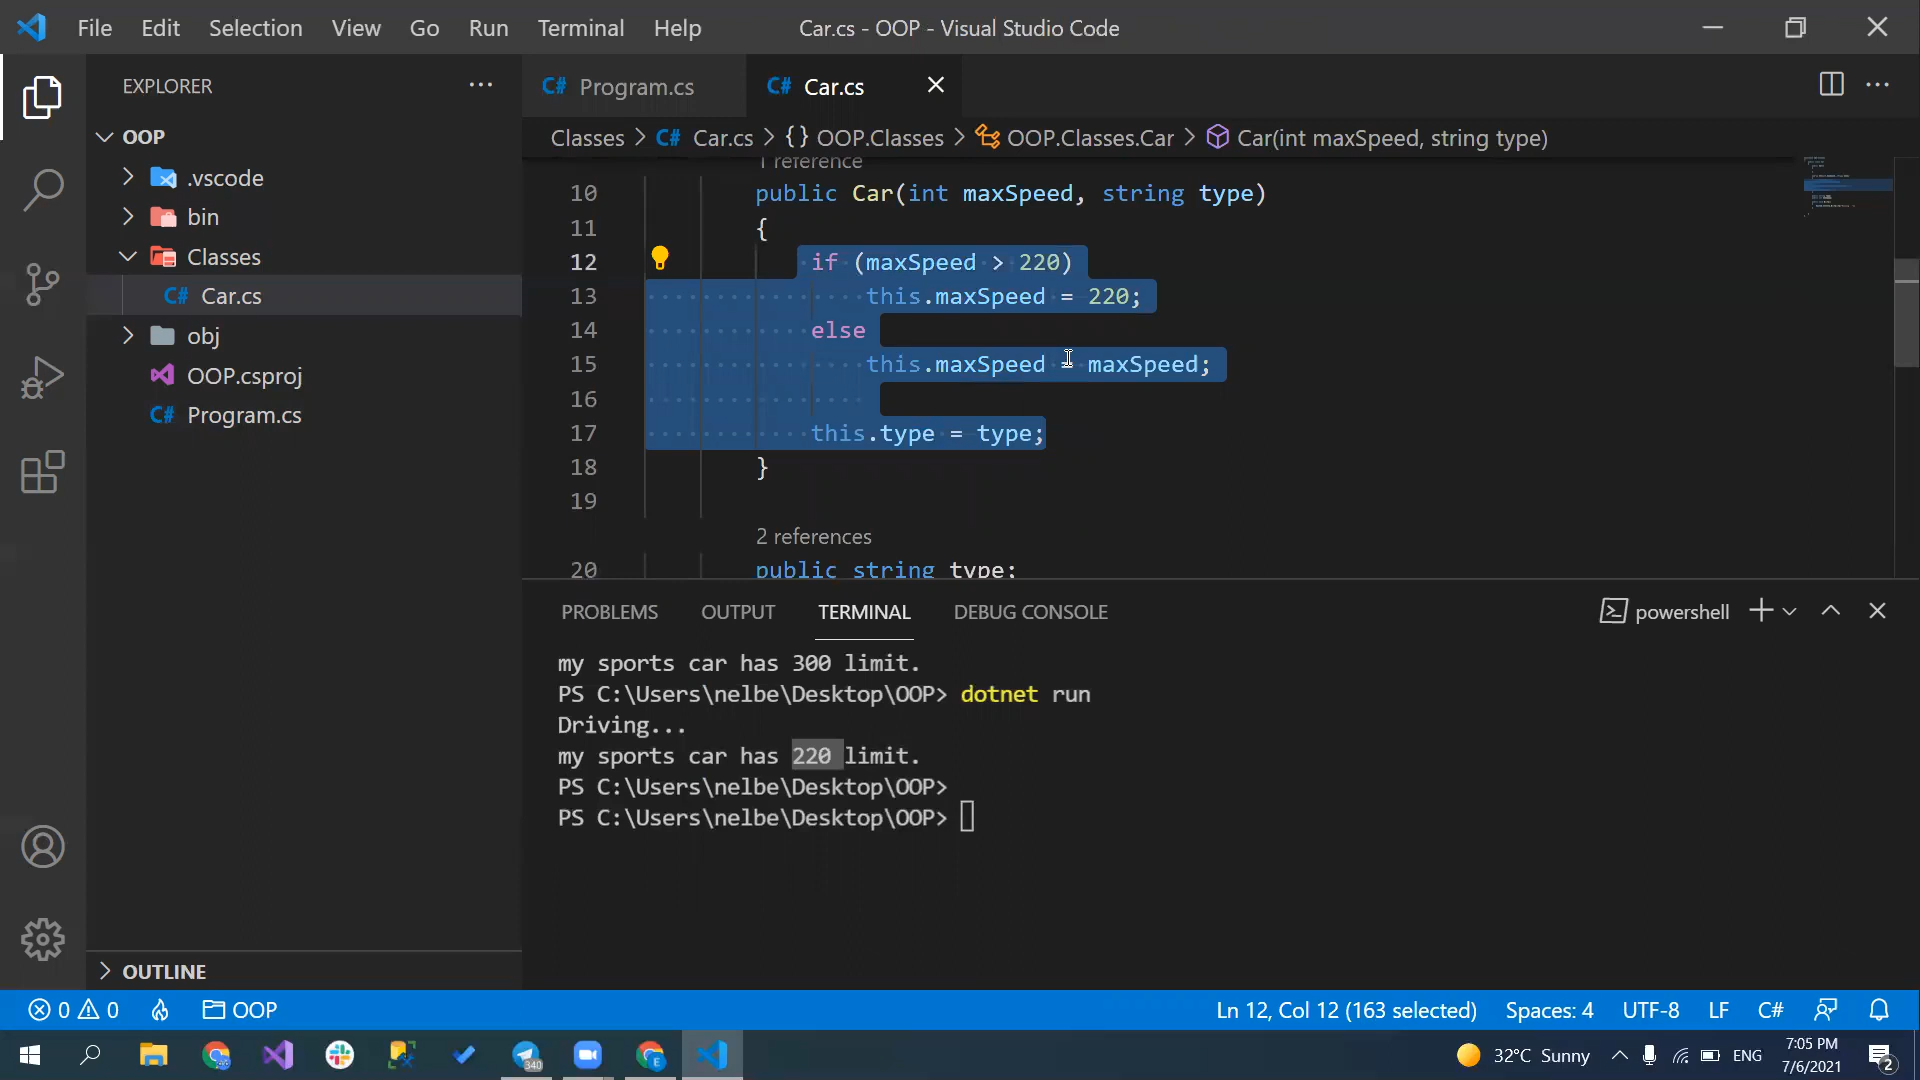 File Edit Selection View Go Run Terminal Help Car.cs - OOP - Visual Studio Code
EXPLORER
OOP
.vscode
bin
Classes
C# Car.cs
obj
OOP.csproj
C# Program.cs
OUTLINE
C# Program.cs C# Car.cs
Classes > C# Car.cs > {} OOP.Classes > OOP.Classes.Car > Car(int maxSpeed, string type)
1 reference
10 public Car(int maxSpeed, string type)
11 {
12 if (maxSpeed > 220)
13 this.maxSpeed = 220;
14 else
15 this.maxSpeed = maxSpeed;
16
17 this.type = type;
18 }
19
2 references
20 public string type;
PROBLEMS OUTPUT TERMINAL DEBUG CONSOLE powershell
my sports car has 300 limit.
PS C:\Users\nelbe\Desktop\OOP> dotnet run
Driving...
my sports car has 220 limit.
PS C:\Users\nelbe\Desktop\OOP>
PS C:\Users\nelbe\Desktop\OOP>
0 0 OOP Ln 12, Col 12 (163 selected) Spaces: 4 UTF-8 LF C#
340 32°C Sunny ENG 7:05 PM
7/6/2021 2